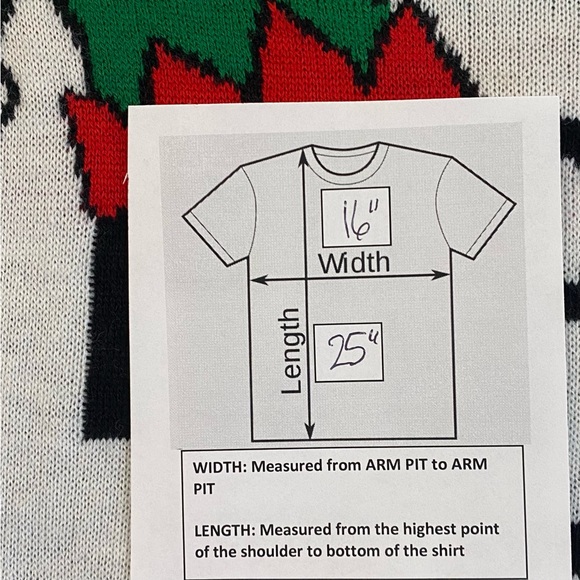 16"
Width
Length
25"
WIDTH: Measured from ARM PIT to ARM
PIT
LENGTH: Measured from the highest point
of the shoulder to bottom of the shirt